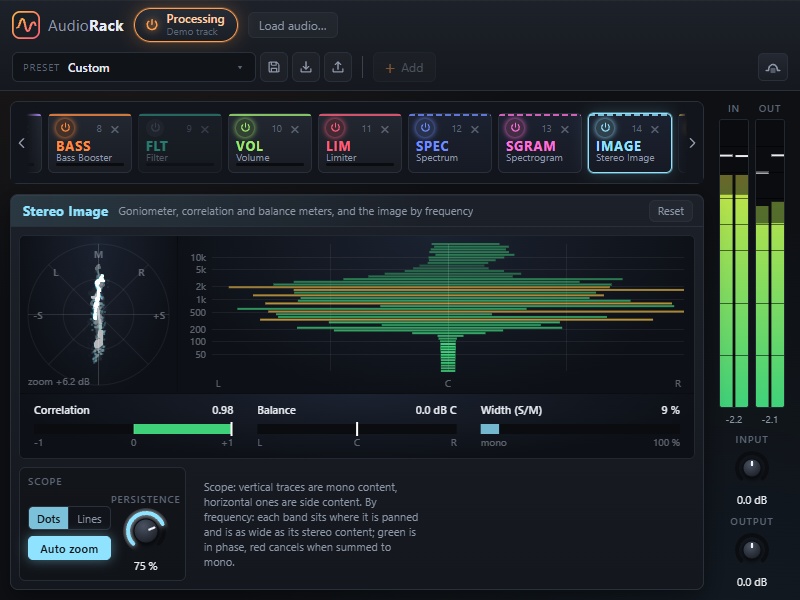 AudioRack
Processing
Demo track
Load audio...
PRESET Custom
+ Add
8
BASS
Bass Booster
9
FLT
Filter
10
VOL
Volume
11
LIM
Limiter
12
SPEC
Spectrum
13
SGRAM
Spectrogram
14
IMAGE
Stereo Image
IN OUT
Stereo Image Goniometer, correlation and balance meters, and the image by frequency Reset
M
L R
-S +S
zoom +6.2 dB
10k
5k
2k
1k
500
200
100
50
L C R
Correlation 0.98
-1 0 +1
Balance 0.0 dB C
L C R
Width (S/M) 9 %
mono 100 %
-2.2 -2.1
INPUT
0.0 dB
OUTPUT
0.0 dB
SCOPE
Dots Lines
Auto zoom
PERSISTENCE
75 %
Scope: vertical traces are mono content,
horizontal ones are side content. By
frequency: each band sits where it is panned
and is as wide as its stereo content; green is
in phase, red cancels when summed to
mono.